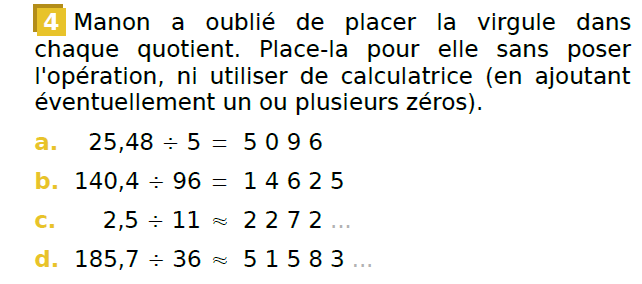 4 Manon a oublié de placer la virgule dans
chaque quotient. Place-la pour elle sans poser
l'opération, ni utiliser de calculatrice (en ajoutant
éventuellement un ou plusieurs zéros).
a. 25,48 ÷ 5 = 5 0 9 6
b. 140,4 ÷ 96 = 1 4 6 2 5
c. 2,5 ÷ 11 ≈ 2 2 7 2 ...
d. 185,7 ÷ 36 ≈ 5 1 5 8 3 ...